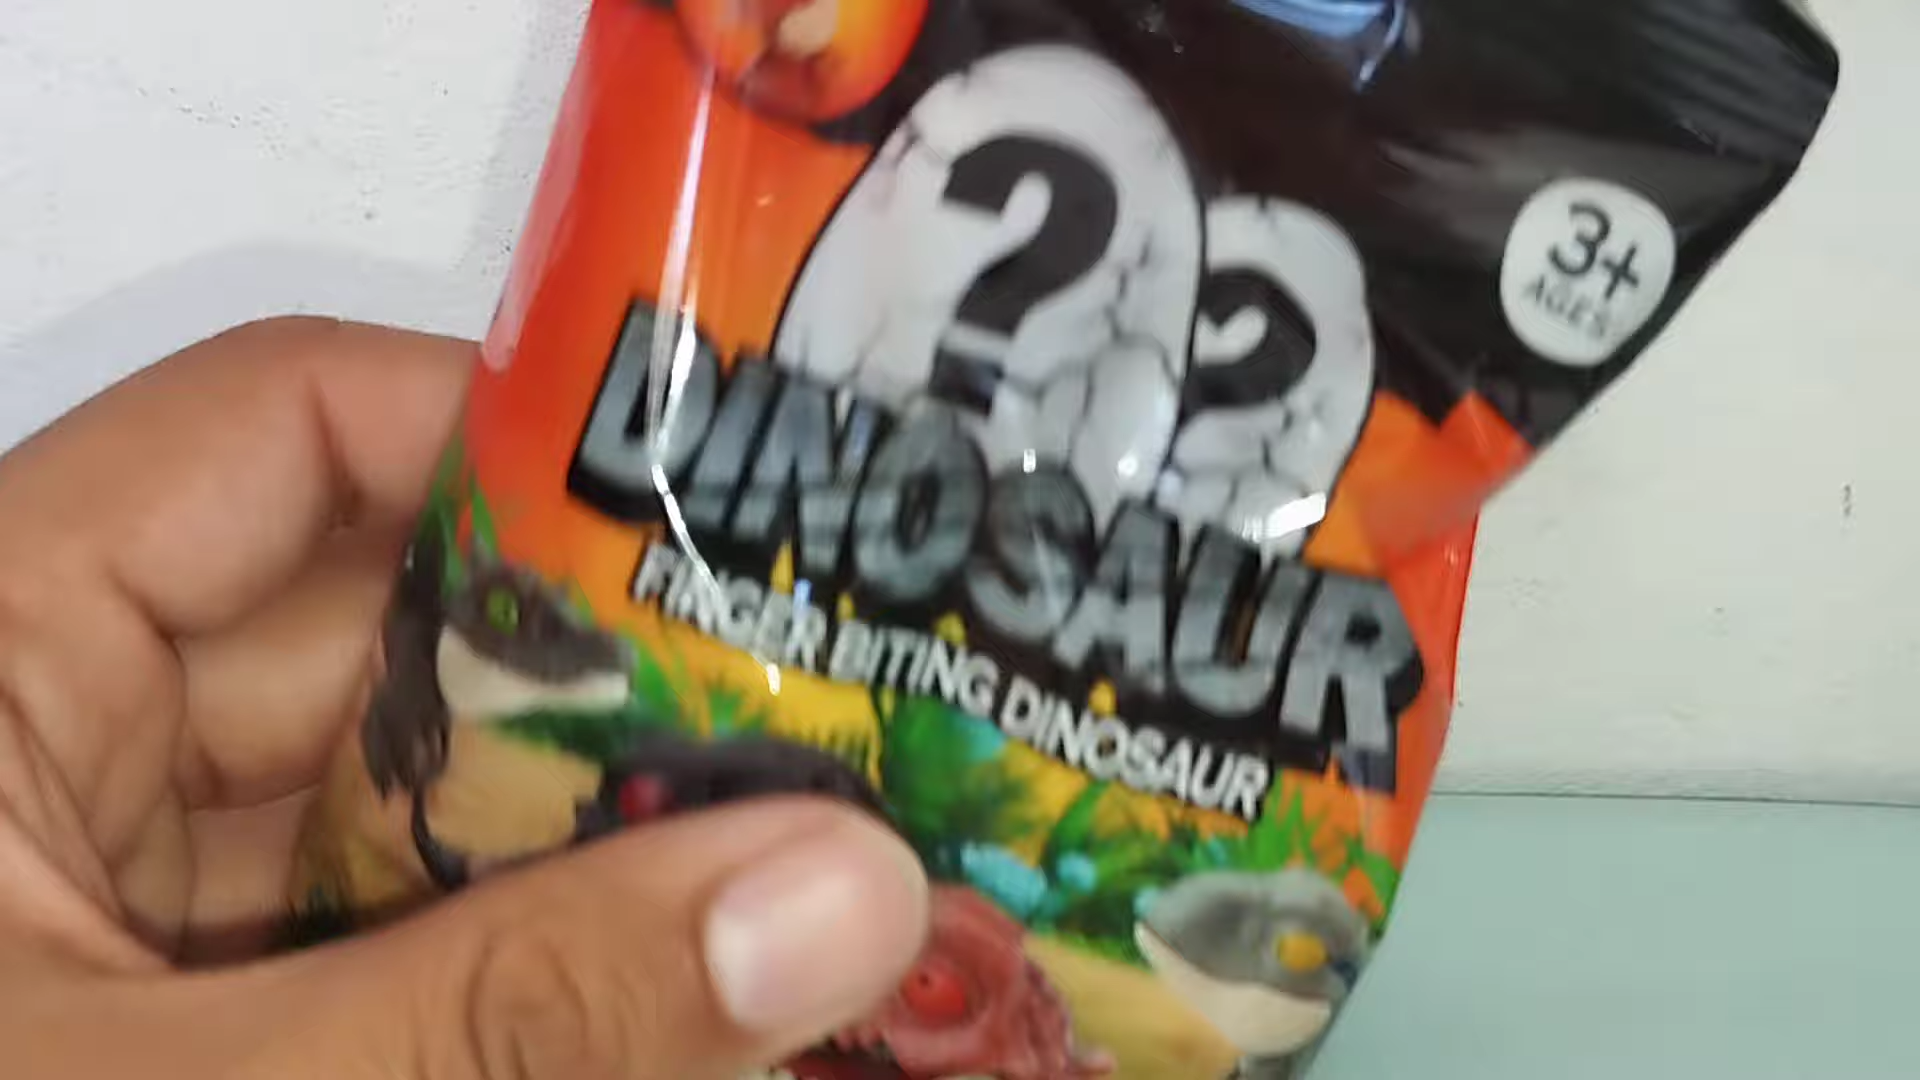 ? ?
3+
AGES
DINOSAUR
FINGER BITING DINOSAUR